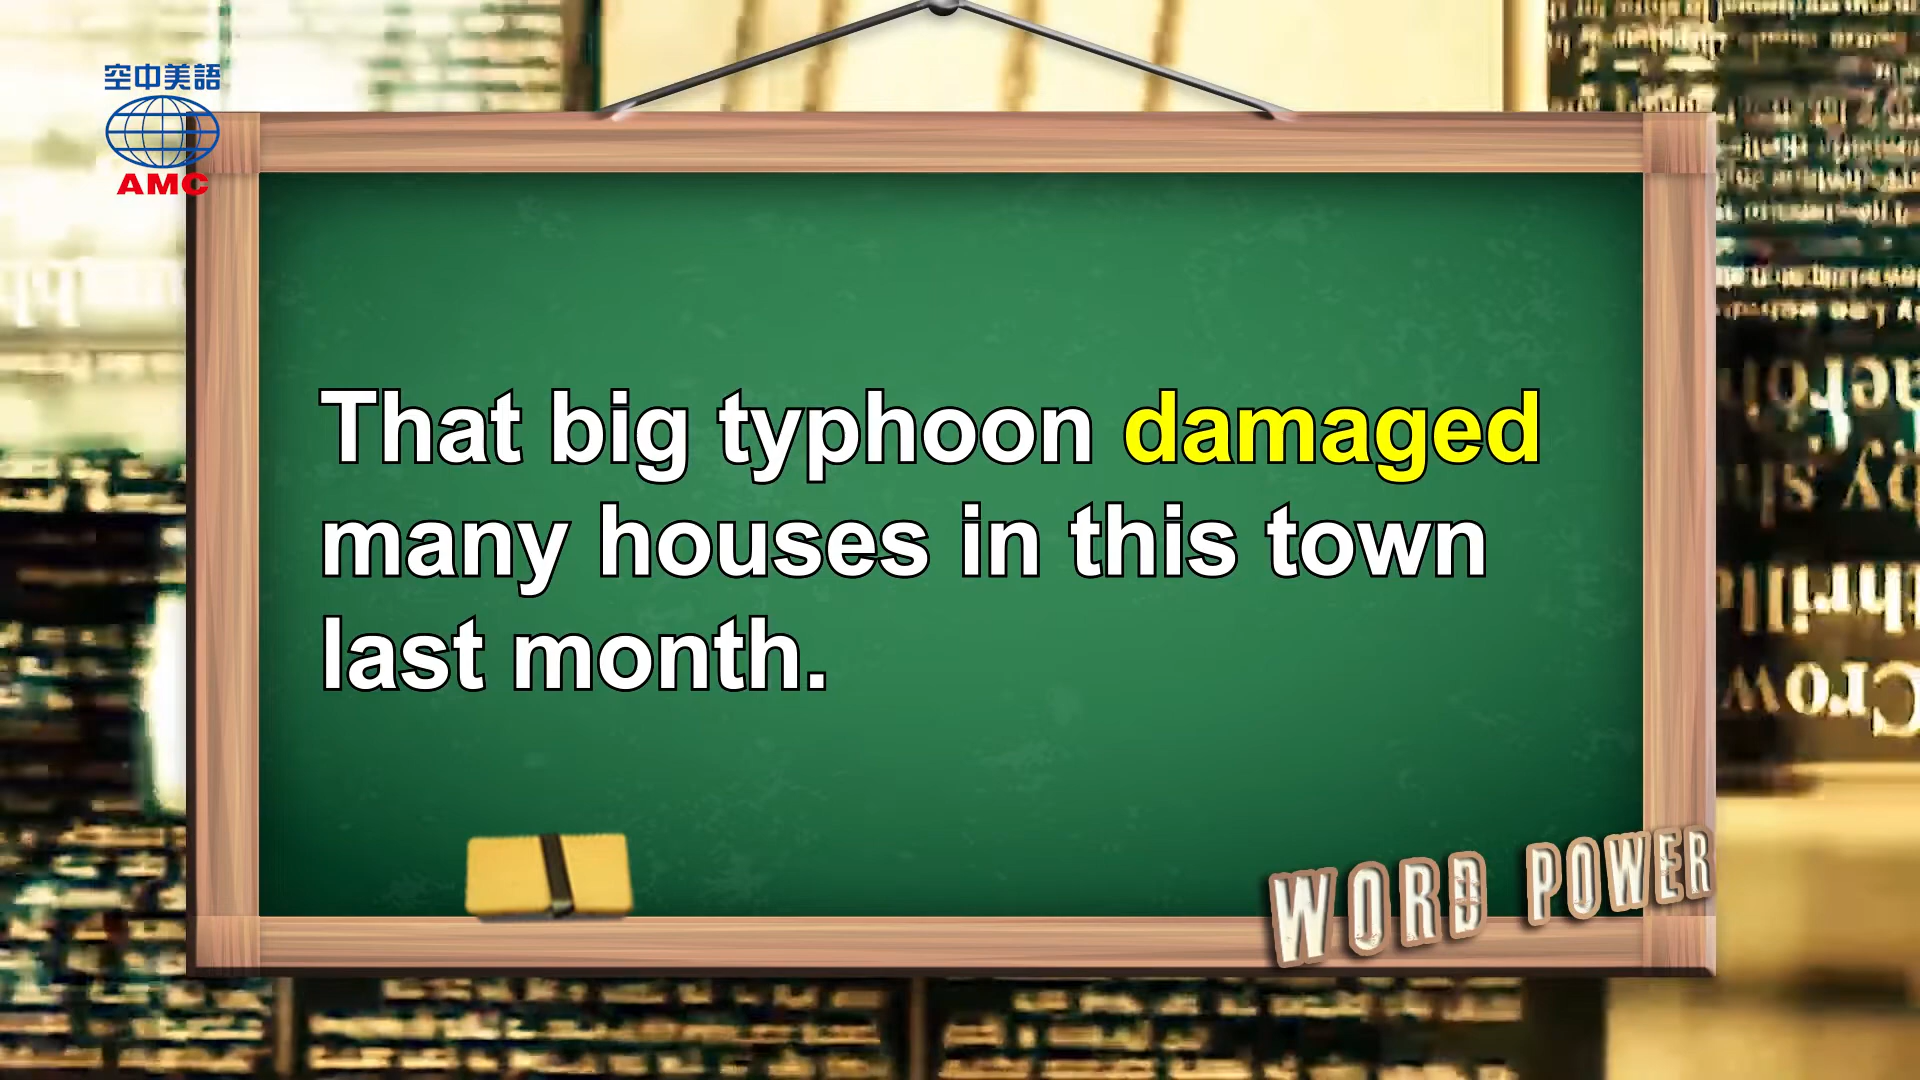 空中美語
AMC
That big typhoon damaged
many houses in this town
last month.
WORD POWER